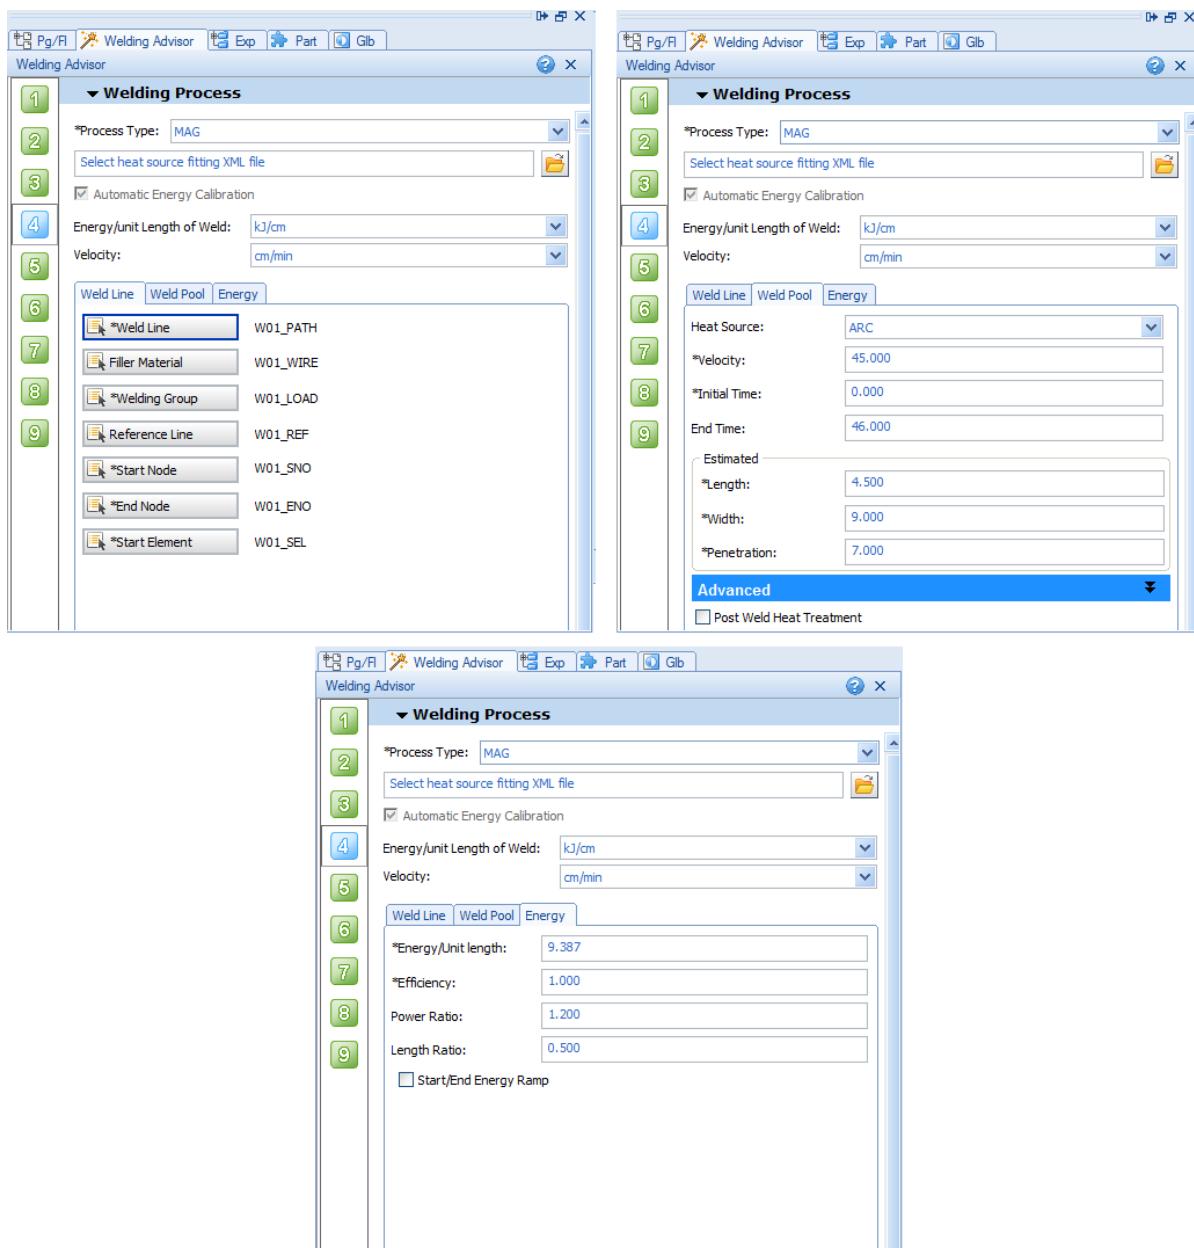 Pg/Fl Welding Advisor Exp Part Glb
Welding Advisor
Welding Process
1
2
3
4
5
6
7
8
9
*Process Type: MAG
Select heat source fitting XML file
Automatic Energy Calibration
Energy/unit Length of Weld: kJ/cm
Velocity: cm/min
Weld Line Weld Pool Energy
*Weld Line W01_PATH
Filler Material W01_WIRE
*Welding Group W01_LOAD
Reference Line W01_REF
*Start Node W01_SNO
*End Node W01_ENO
*Start Element W01_SEL
Pg/Fl Welding Advisor Exp Part Glb
Welding Advisor
Welding Process
1
2
3
4
5
6
7
8
9
*Process Type: MAG
Select heat source fitting XML file
Automatic Energy Calibration
Energy/unit Length of Weld: kJ/cm
Velocity: cm/min
Weld Line Weld Pool Energy
Heat Source: ARC
*Velocity: 45.000
*Initial Time: 0.000
End Time: 46.000
Estimated
*Length: 4.500
*Width: 9.000
*Penetration: 7.000
Advanced
Post Weld Heat Treatment
Pg/Fl Welding Advisor Exp Part Glb
Welding Advisor
Welding Process
1
2
3
4
5
6
7
8
9
*Process Type: MAG
Select heat source fitting XML file
Automatic Energy Calibration
Energy/unit Length of Weld: kJ/cm
Velocity: cm/min
Weld Line Weld Pool Energy
*Energy/Unit length: 9.387
*Efficiency: 1.000
Power Ratio: 1.200
Length Ratio: 0.500
Start/End Energy Ramp